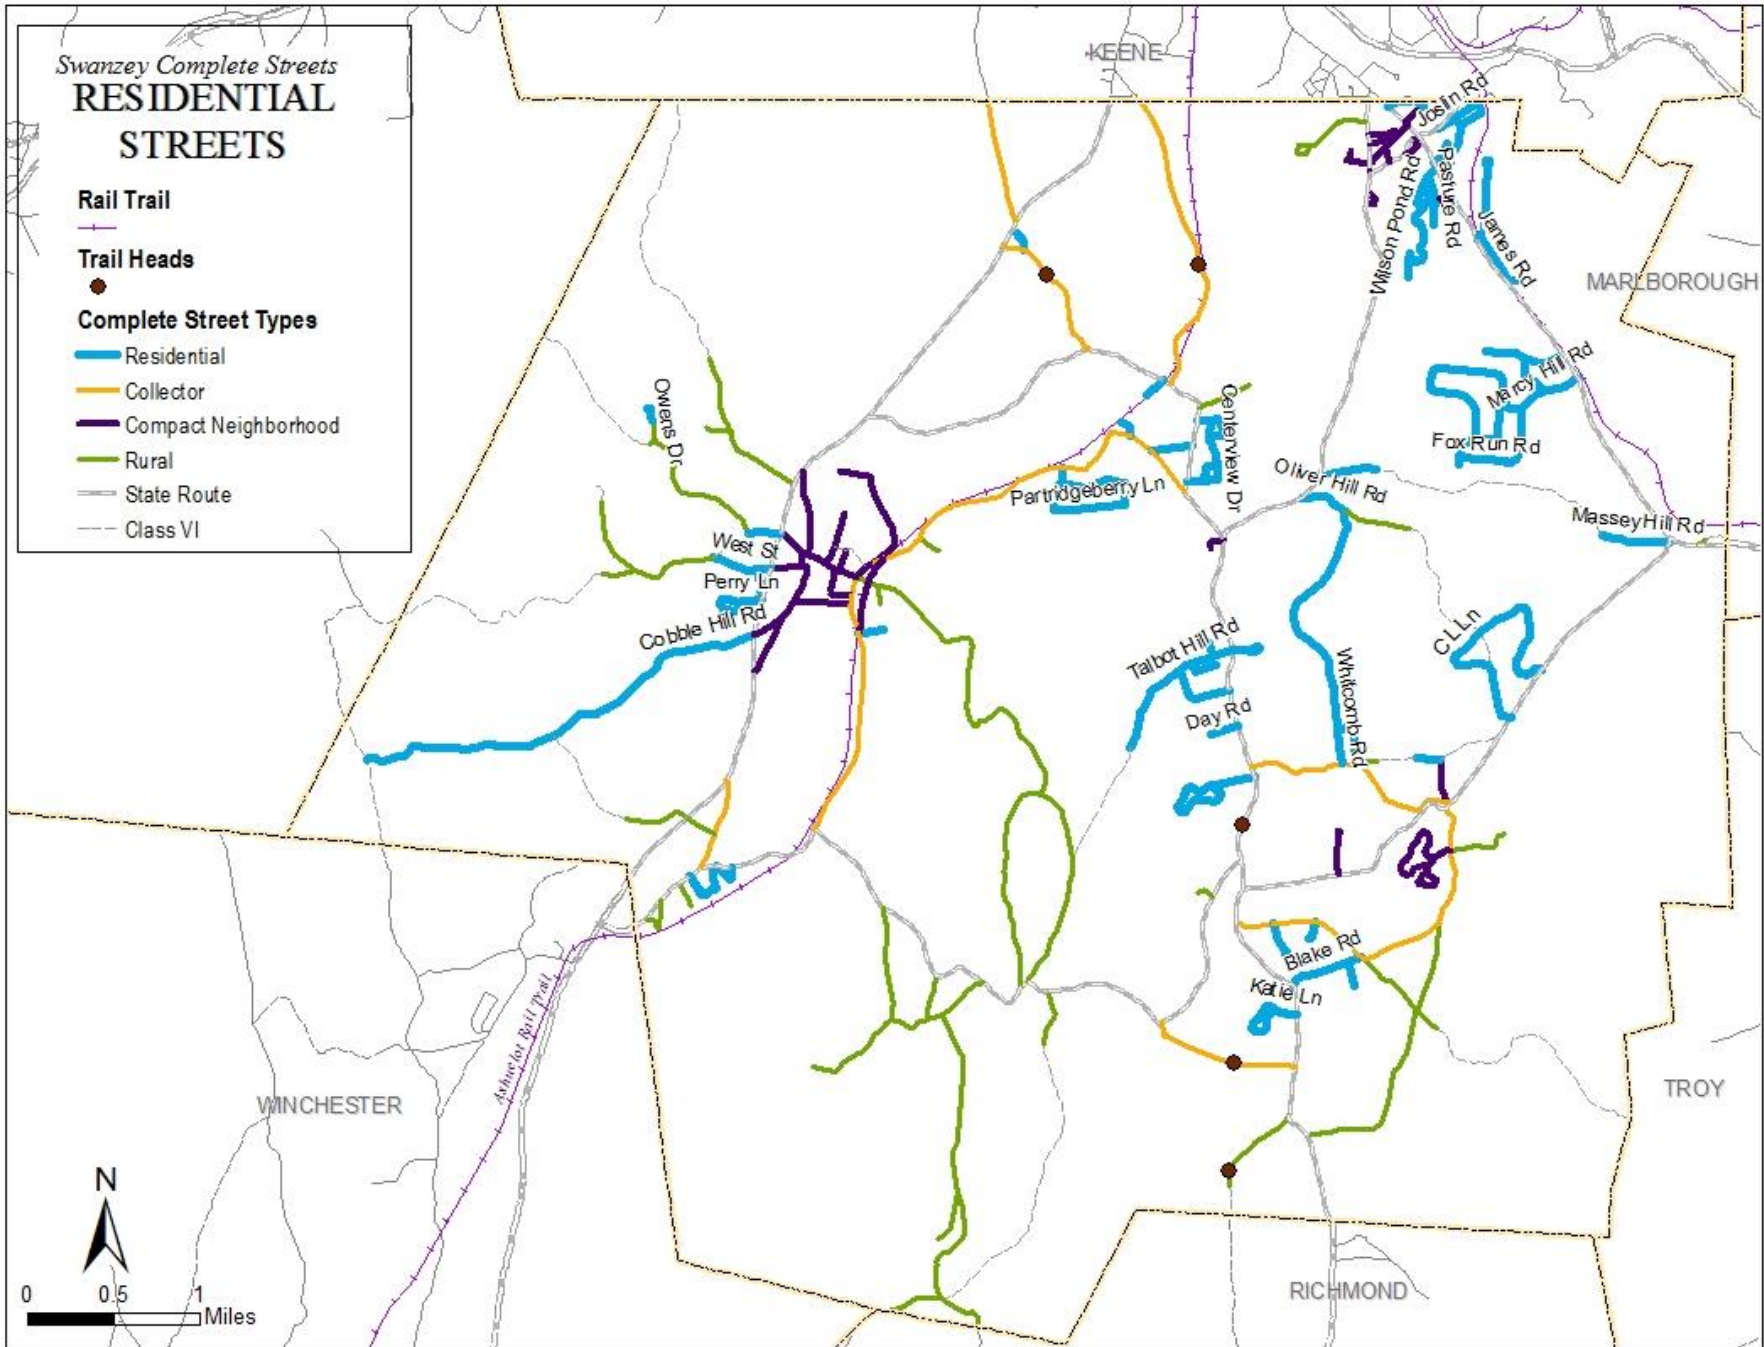 Swanzey Complete Streets
RESIDENTIAL
STREETS
Rail Trail
Trail Heads
Complete Street Types
Residential
Collector
Compact Neighborhood
Rural
State Route
Class VI
KEENE
Joslin Rd
Pasture Rd
Wilson Pond Rd
James Rd
MARLBOROUGH
Marcy Hill Rd
Fox Run Rd
Owens Dr
Centerview Dr
Partridgeberry Ln
Oliver Hill Rd
Massey Hill Rd
West St
Perry Ln
Cobble Hill Rd
Talbot Hill Rd
C L Ln
Whitcomb Rd
Day Rd
Blake Rd
Katie Ln
Ashuelot Rail Trail
WINCHESTER
TROY
RICHMOND
N
0 0.5 1
Miles